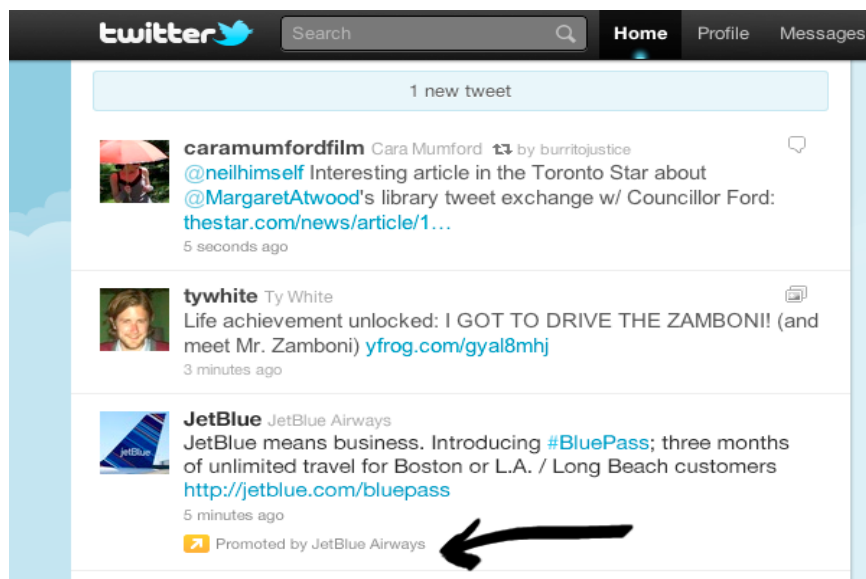 twitter Search Home Profile Messages
1 new tweet
caramumfordfilm Cara Mumford by burritojustice
@neilhimself Interesting article in the Toronto Star about
@MargaretAtwood's library tweet exchange w/ Councillor Ford:
thestar.com/news/article/1…
5 seconds ago
tywhite Ty White
Life achievement unlocked: I GOT TO DRIVE THE ZAMBONI! (and
meet Mr. Zamboni) yfrog.com/gyal8mhj
3 minutes ago
jetBlue
JetBlue JetBlue Airways
JetBlue means business. Introducing #BluePass; three months
of unlimited travel for Boston or L.A. / Long Beach customers
http://jetblue.com/bluepass
5 minutes ago
Promoted by JetBlue Airways